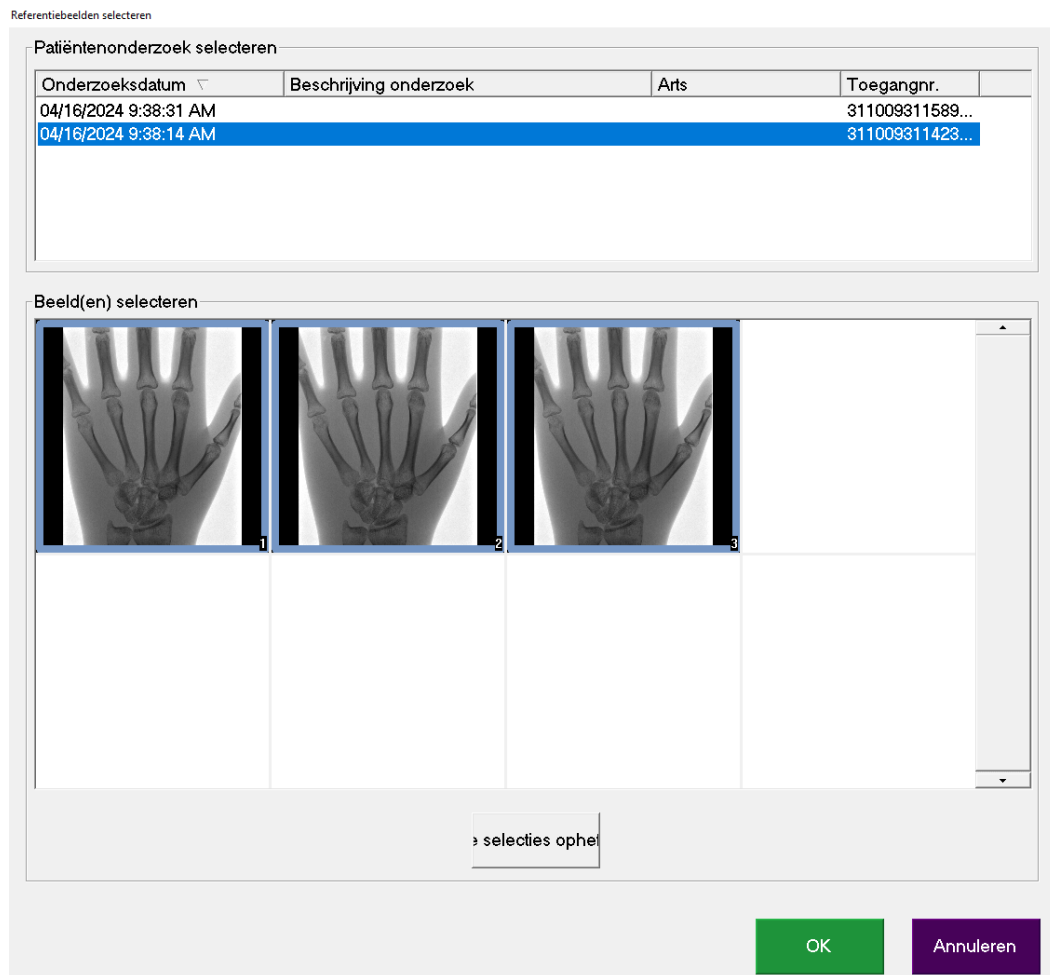 Referentiebeelden selecteren
Patiëntenonderzoek selecteren
Onderzoeksdatum Beschrijving onderzoek Arts Toegangnr.
04/16/2024 9:38:31 AM 311009311589...
04/16/2024 9:38:14 AM 311009311423...
Beeld(en) selecteren
1 2 3
e selecties ophef
OK Annuleren